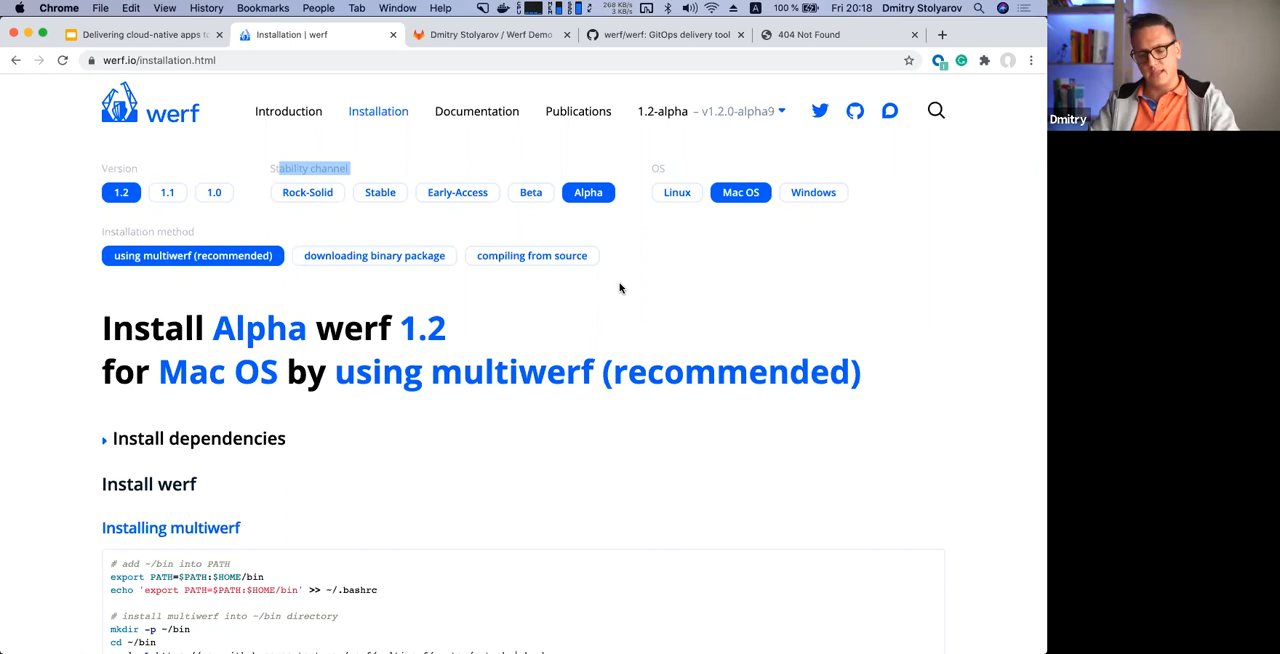 Chrome File Edit View History Bookmarks People Tab Window Help 268 KB/s 3 KB/s A 100 % Fri 20:18 Dmitry Stolyarov
Delivering cloud-native apps to Installation | werf Dmitry Stolyarov / Werf Demo werf/werf: GitOps delivery tool 404 Not Found
werf.io/installation.html
werf Introduction Installation Documentation Publications 1.2-alpha – v1.2.0-alpha9
Dmitry
Version Stability channel OS
1.2 1.1 1.0 Rock-Solid Stable Early-Access Beta Alpha Linux Mac OS Windows
Installation method
using multiwerf (recommended) downloading binary package compiling from source
Install Alpha werf 1.2
for Mac OS by using multiwerf (recommended)
Install dependencies
Install werf
Installing multiwerf
# add ~/bin into PATH
export PATH=$PATH:$HOME/bin
echo 'export PATH=$PATH:$HOME/bin' >> ~/.bashrc
# install multiwerf into ~/bin directory
mkdir -p ~/bin
cd ~/bin